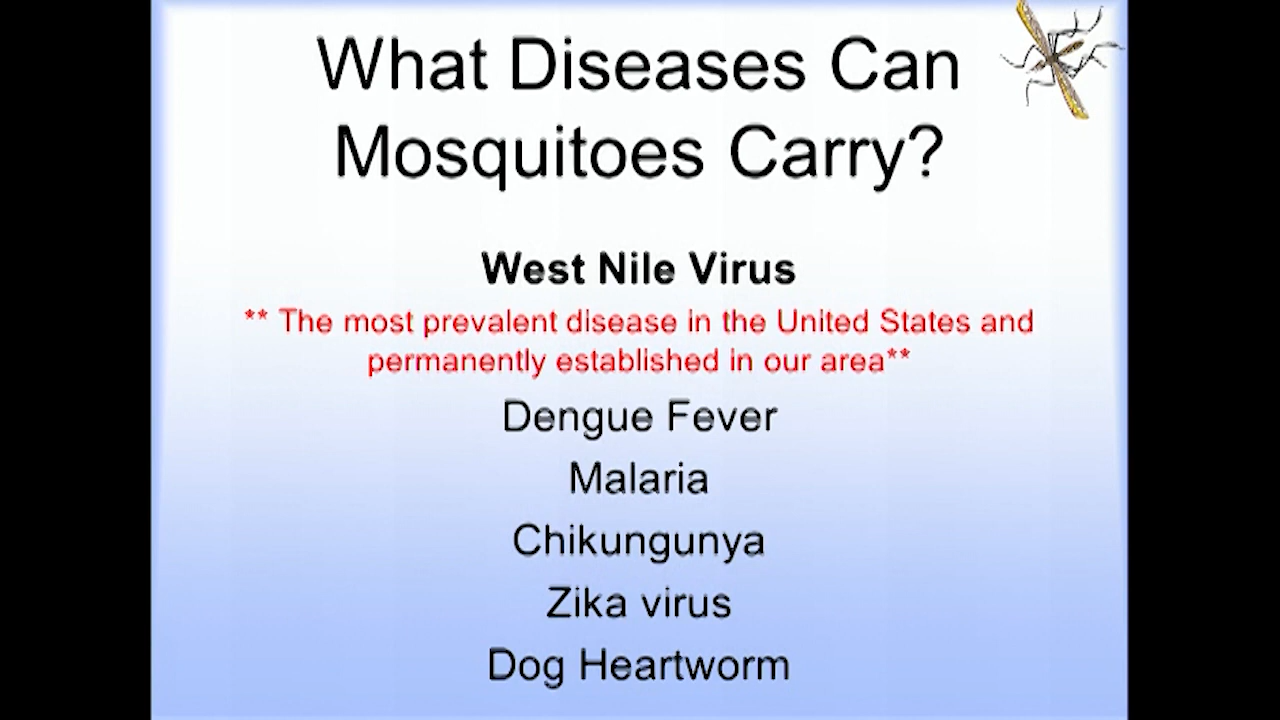 What Diseases Can
Mosquitoes Carry?
West Nile Virus
** The most prevalent disease in the United States and
permanently established in our area**
Dengue Fever
Malaria
Chikungunya
Zika virus
Dog Heartworm